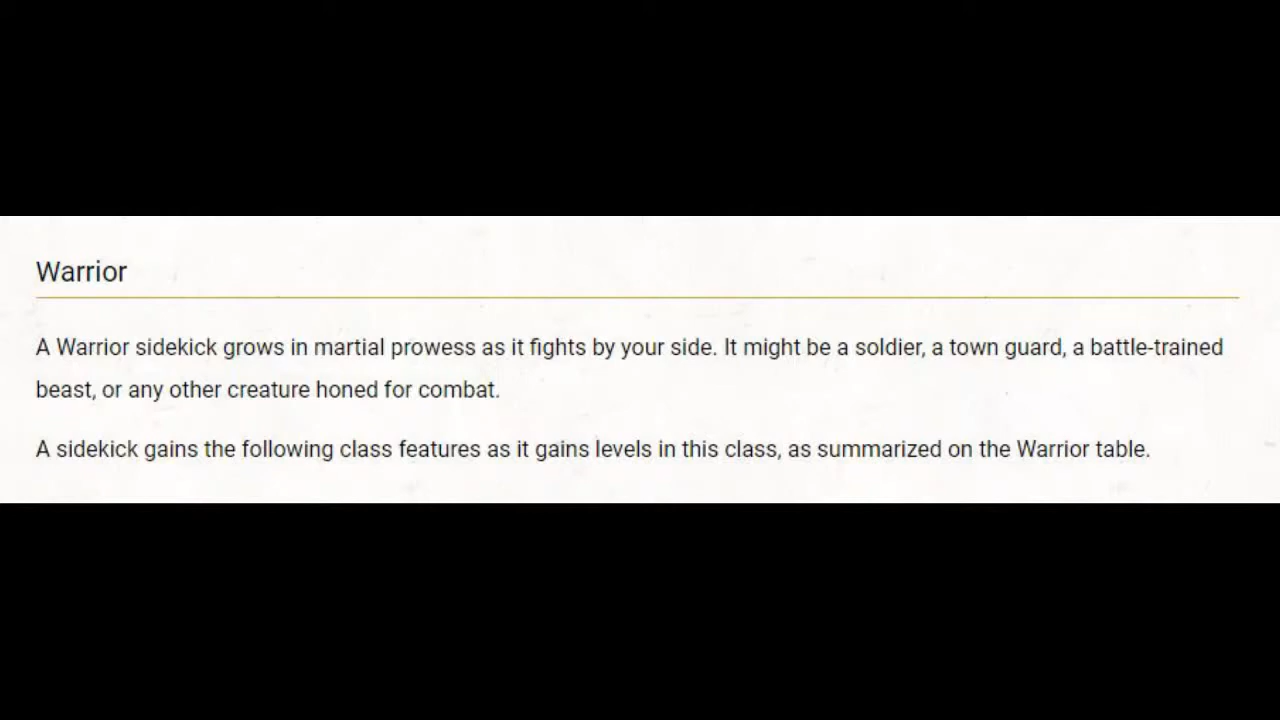 Warrior
A Warrior sidekick grows in martial prowess as it fights by your side. It might be a soldier, a town guard, a battle-trained
beast, or any other creature honed for combat.
A sidekick gains the following class features as it gains levels in this class, as summarized on the Warrior table.